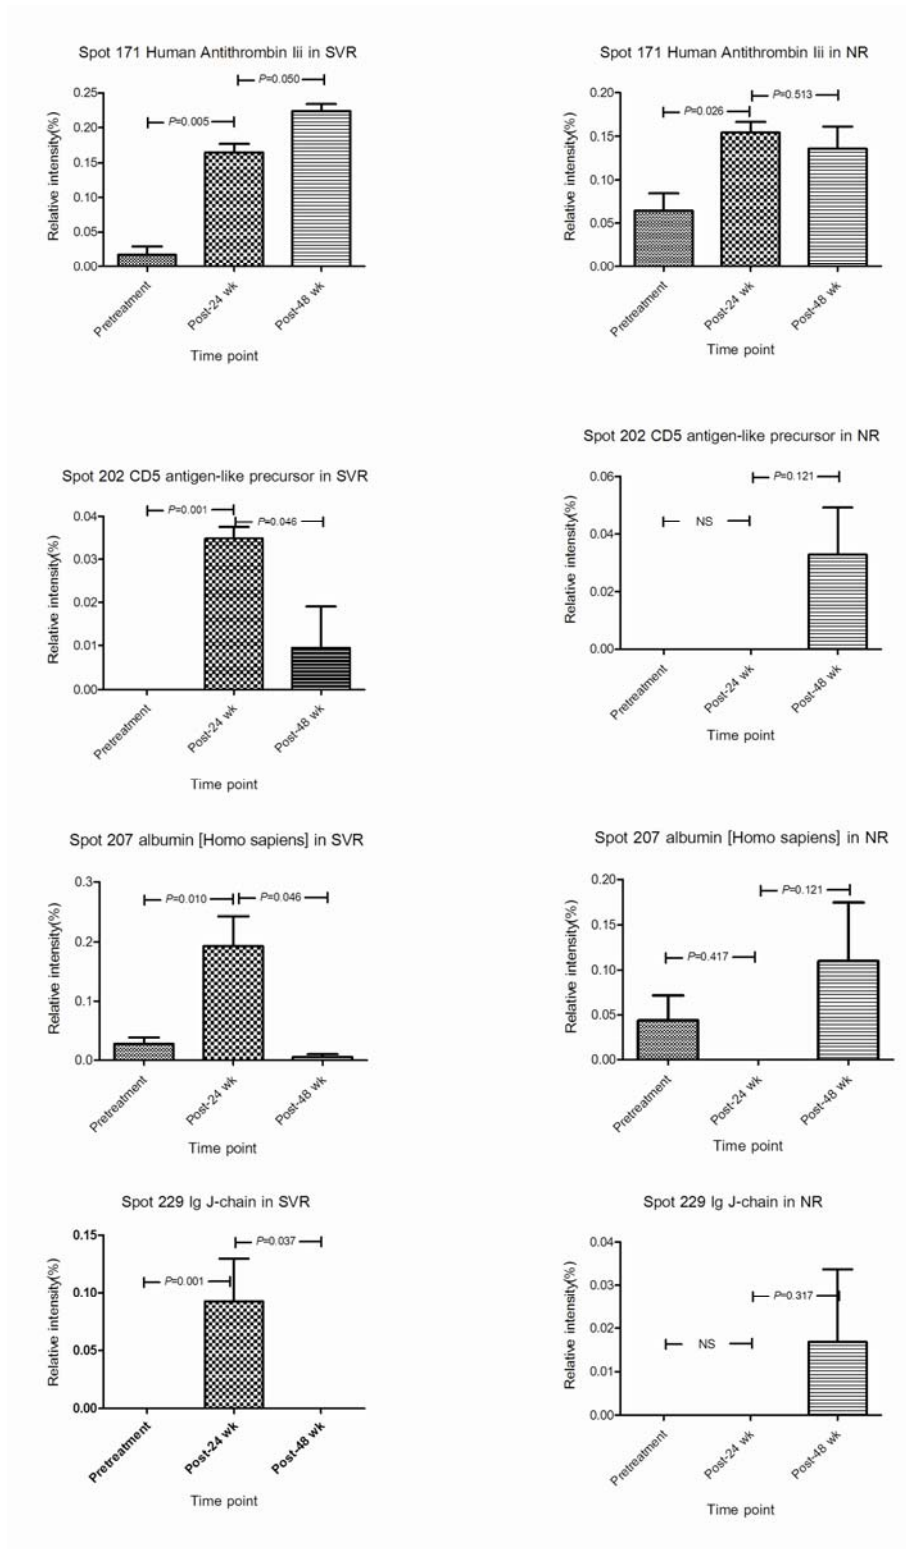 Spot 171 Human Antithrombin Iii in SVR
P=0.050
P=0.005
0.25
0.20
0.15
0.10
0.05
0.00
Relative intensity(%)
Pretreatment
Post-24 wk
Post-48 wk
Time point
Spot 171 Human Antithrombin Iii in NR
P=0.513
P=0.026
0.20
0.15
0.10
0.05
0.00
Relative intensity(%)
Pretreatment
Post-24 wk
Post-48 wk
Time point
Spot 202 CD5 antigen-like precursor in SVR
P=0.001
P=0.046
0.04
0.03
0.02
0.01
0.00
Relative intensity(%)
Pretreatment
Post-24 wk
Post-48 wk
Time point
Spot 202 CD5 antigen-like precursor in NR
P=0.121
NS
0.06
0.04
0.02
0.00
Relative intensity(%)
Pretreatment
Post-24 wk
Post-48 wk
Time point
Spot 207 albumin [Homo sapiens] in SVR
P=0.010
P=0.046
0.3
0.2
0.1
0.0
Relative intensity(%)
Pretreatment
Post-24 wk
Post-48 wk
Time point
Spot 207 albumin [Homo sapiens] in NR
P=0.121
P=0.417
0.20
0.15
0.10
0.05
0.00
Relative intensity(%)
Pretreatment
Post-24 wk
Post-48 wk
Time point
Spot 229 Ig J-chain in SVR
P=0.037
P=0.001
0.15
0.10
0.05
0.00
Relative intensity(%)
Pretreatment
Post-24 wk
Post-48 wk
Time point
Spot 229 Ig J-chain in NR
P=0.317
NS
0.04
0.03
0.02
0.01
0.00
Relative intensity(%)
Pretreatment
Post-24 wk
Post-48 wk
Time point